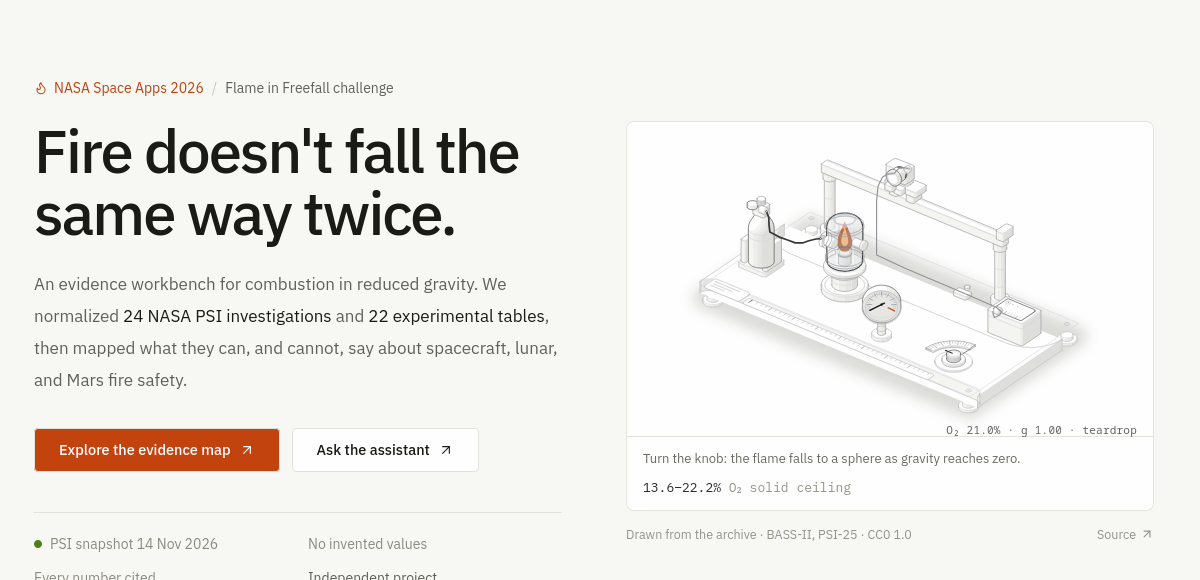 NASA Space Apps 2026 / Flame in Freefall challenge
Fire doesn't fall the
same way twice.
An evidence workbench for combustion in reduced gravity. We
normalized 24 NASA PSI investigations and 22 experimental tables,
then mapped what they can, and cannot, say about spacecraft, lunar,
and Mars fire safety.
Explore the evidence map
Ask the assistant
PSI snapshot 14 Nov 2026
No invented values
Every number cited
Independent project
O₂ 21.0% · g 1.00 · teardrop
Turn the knob: the flame falls to a sphere as gravity reaches zero.
13.6–22.2% O₂ solid ceiling
Drawn from the archive · BASS-II, PSI-25 · CC0 1.0
Source